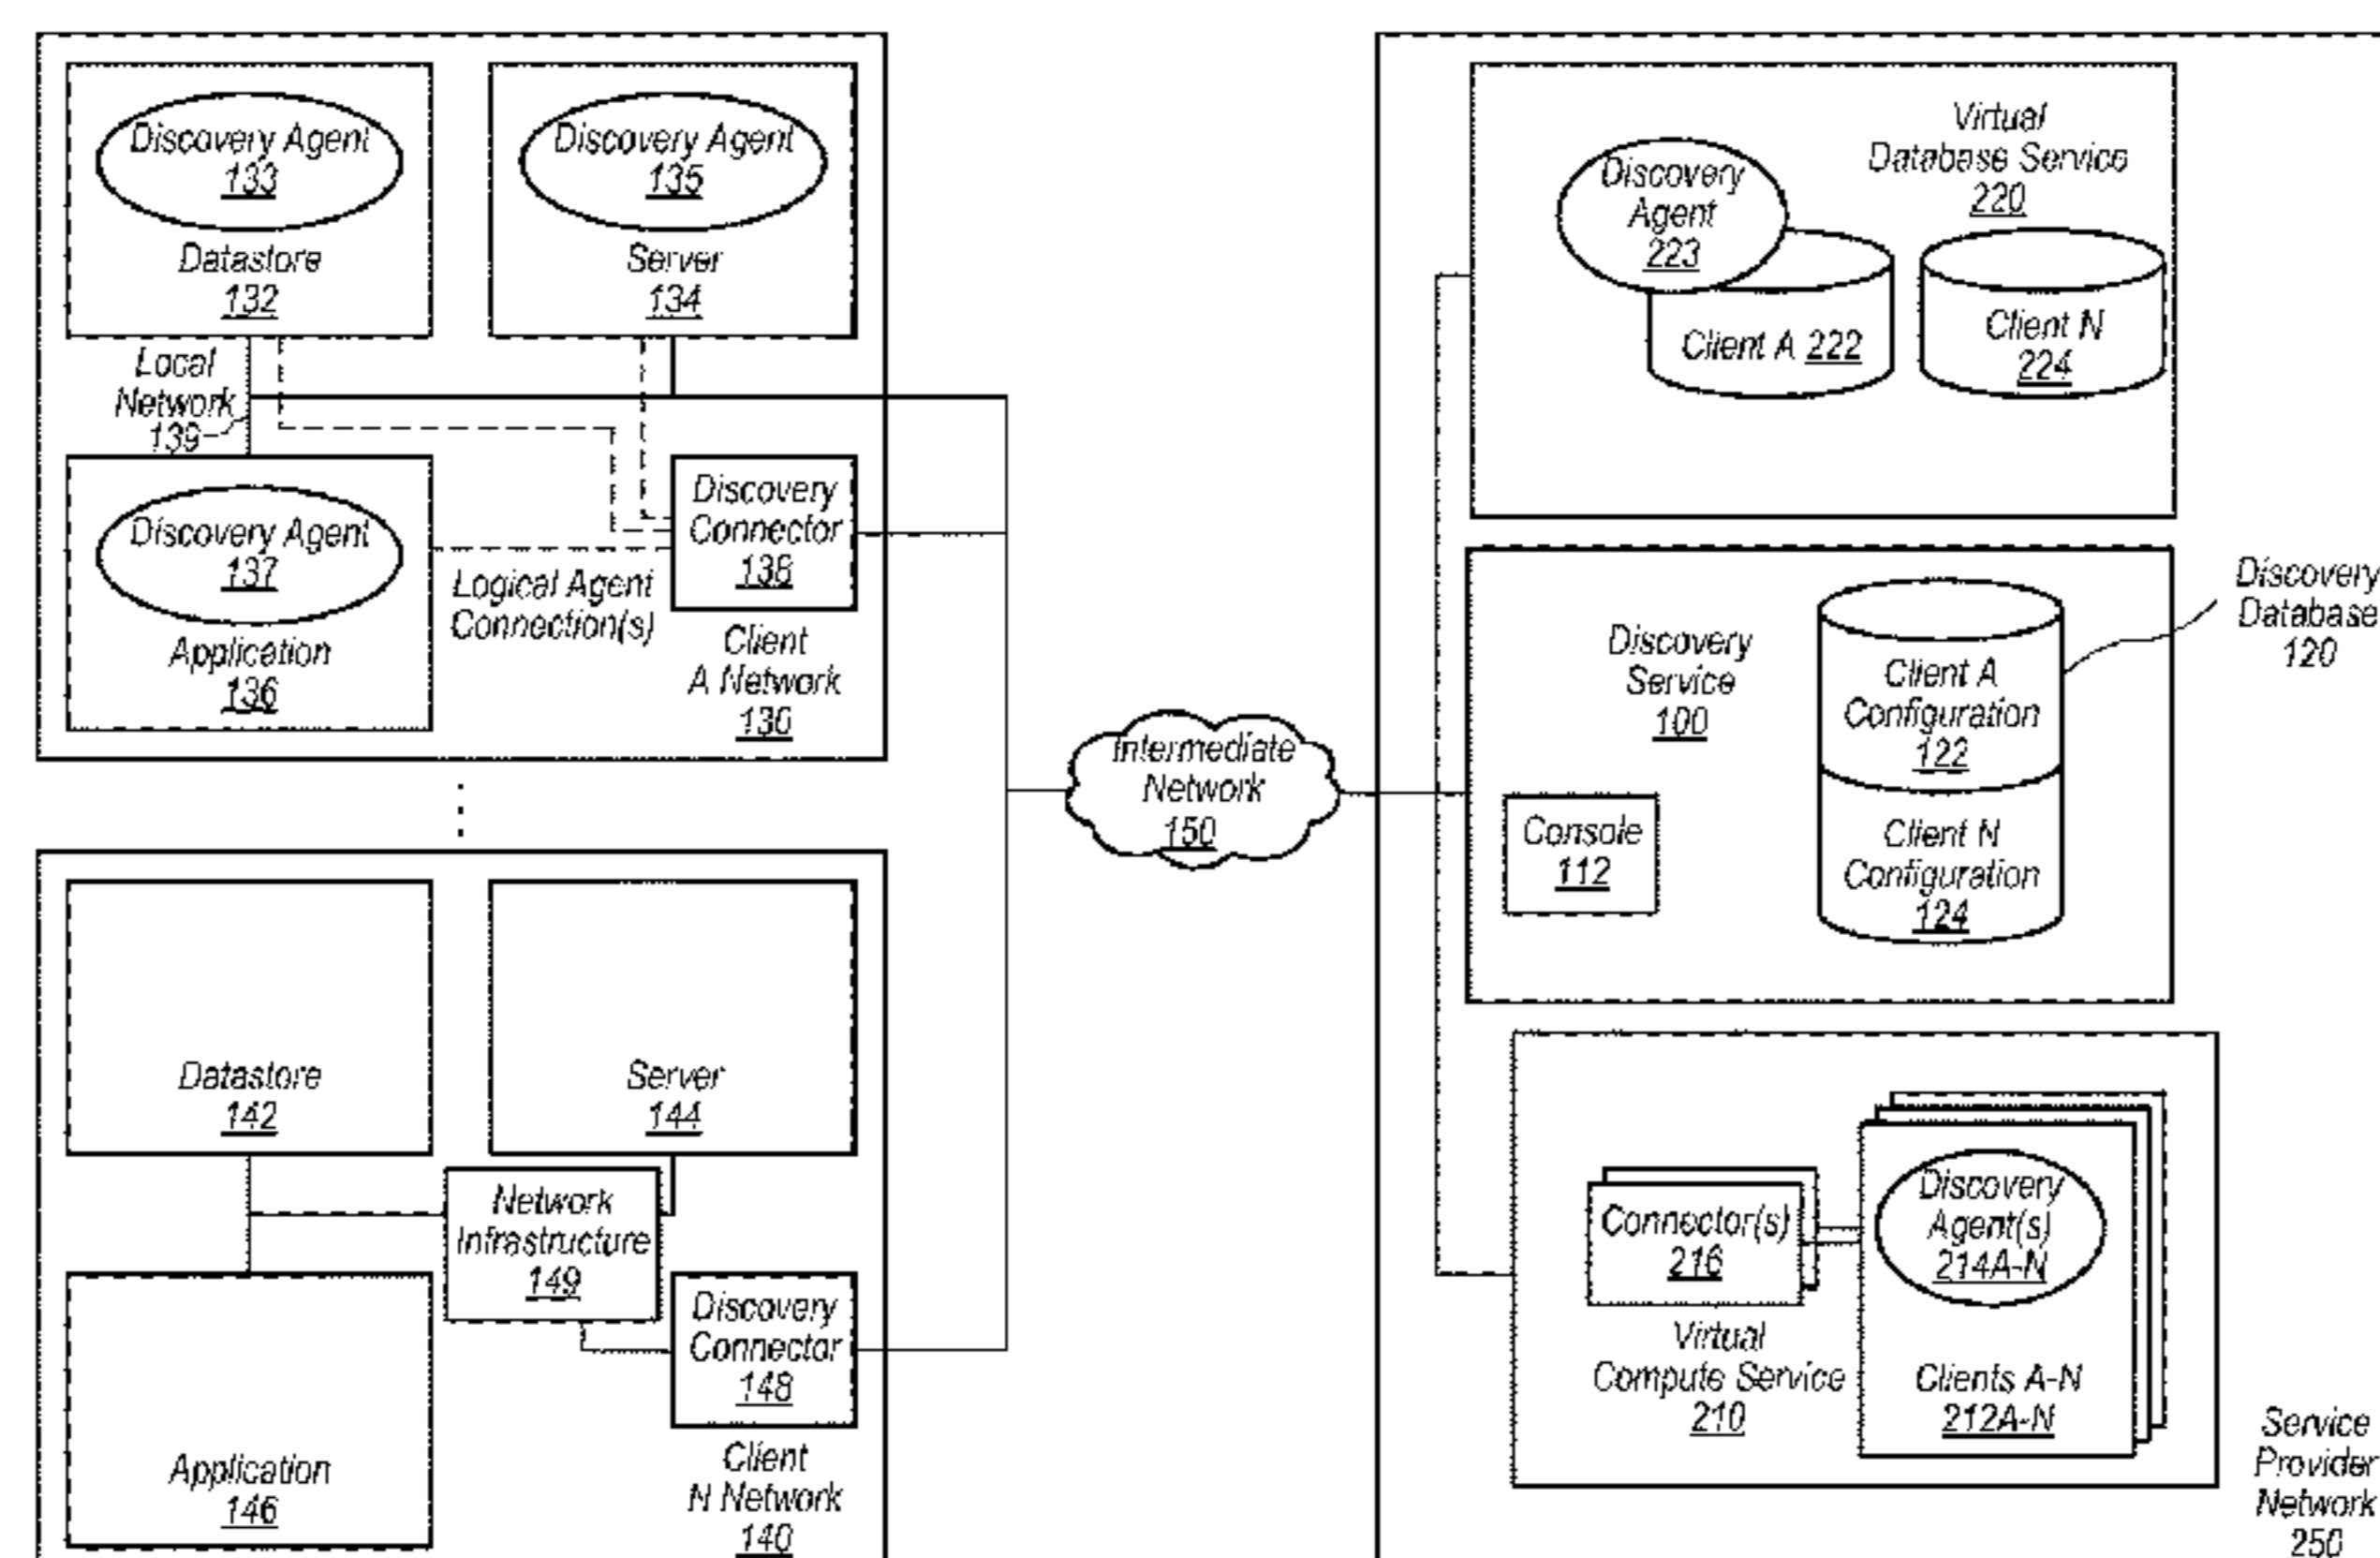 Discovery Agent
133
Datastore
132
Discovery Agent
135
Server
134
Local
Network
139
Discovery Agent
137
Application
136
Logical Agent
Connection(s)
Discovery
Connector
138
Client
A Network
130
Datastore
142
Server
144
Network
Infrastructure
149
Application
146
Discovery
Connector
148
Client
N Network
140
Intermediate
Network
150
Discovery
Agent
223
Virtual
Database Service
220
Client A 222
Client N
224
Discovery
Service
100
Console
112
Client A
Configuration
122
Client N
Configuration
124
Discovery
Database
120
Connector(s)
216
Virtual
Compute Service
210
Discovery
Agent(s)
214A-N
Clients A-N
212A-N
Service
Provider
Network
250